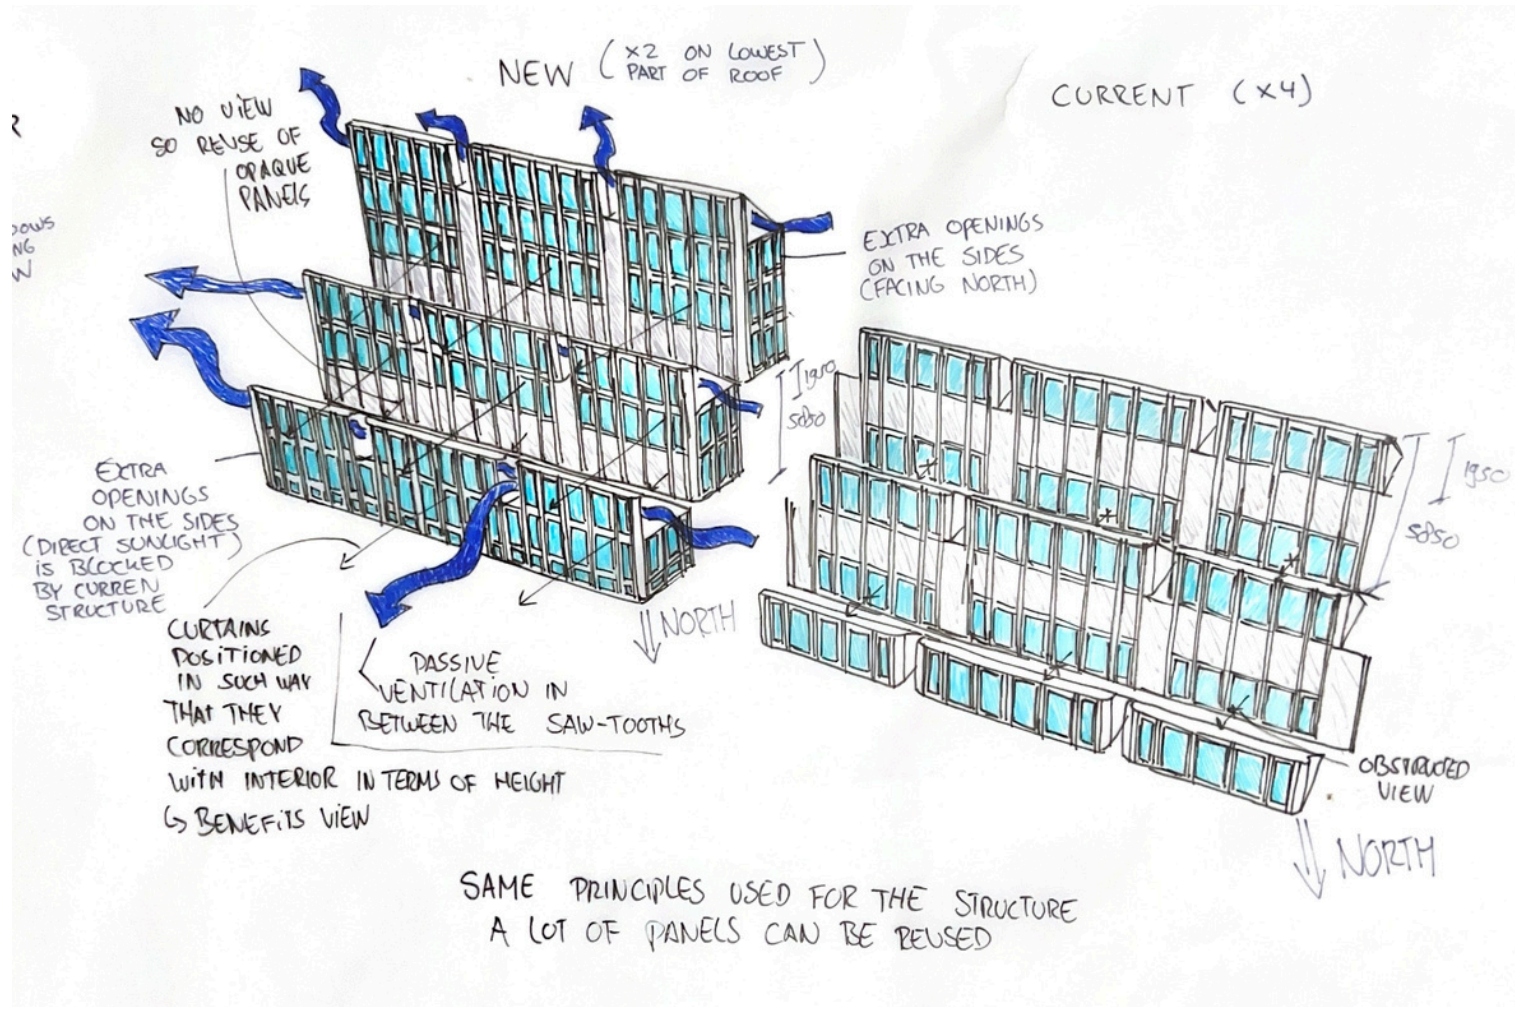 NEW (X2 ON LOWEST
PART OF ROOF)
CURRENT (X4)
R
NO VIEW
SO REUSE OF
OPAQUE
PANELS
DOWS
NG
W
EXTRA OPENINGS
ON THE SIDES
(FACING NORTH)
1950
5050
EXTRA
OPENINGS
ON THE SIDES
(DIRECT SUNLIGHT)
IS BLOCKED
BY CURREN
STRUCTURE
CURTAINS
POSITIONED
IN SUCH WAY
THAT THEY
CORRESPOND
WITH INTERIOR IN TERMS OF HEIGHT
↳ BENEFITS VIEW
PASSIVE
VENTILATION IN
BETWEEN THE SAW-TOOTHS
NORTH
1950
5050
OBSTRUCTED
VIEW
NORTH
SAME PRINCIPLES USED FOR THE STRUCTURE
A LOT OF PANELS CAN BE REUSED